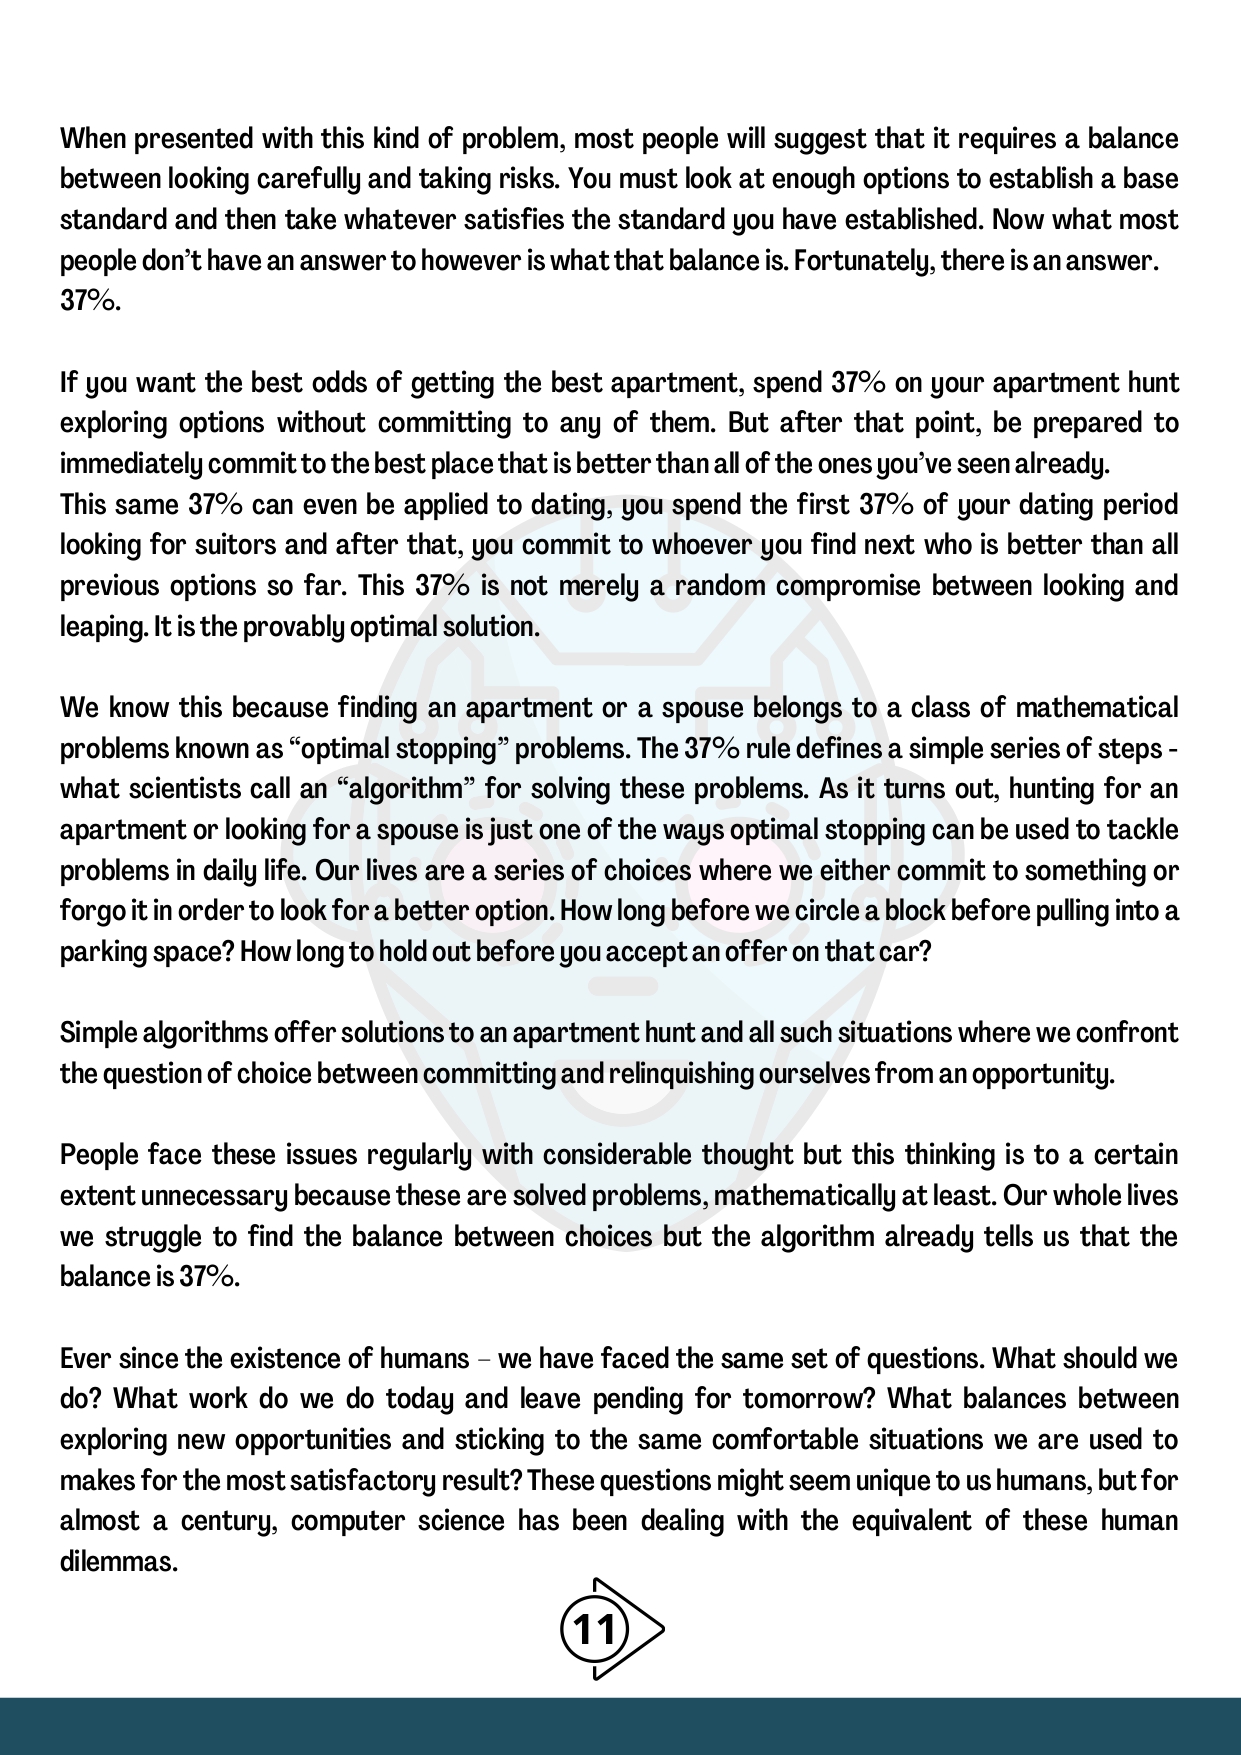 When presented with this kind of problem, most people will suggest that it requires a balance
between looking carefully and taking risks. You must look at enough options to establish a base
standard and then take whatever satisfies the standard you have established. Now what most
people don’t have an answer to however is what that balance is. Fortunately, there is an answer.
37%.
If you want the best odds of getting the best apartment, spend 37% on your apartment hunt
exploring options without committing to any of them. But after that point, be prepared to
immediately commit to the best place that is better than all of the ones you’ve seen already.
This same 37% can even be applied to dating, you spend the first 37% of your dating period
looking for suitors and after that, you commit to whoever you find next who is better than all
previous options so far. This 37% is not merely a random compromise between looking and
leaping. It is the provably optimal solution.
We know this because finding an apartment or a spouse belongs to a class of mathematical
problems known as “optimal stopping” problems. The 37% rule defines a simple series of steps -
what scientists call an “algorithm” for solving these problems. As it turns out, hunting for an
apartment or looking for a spouse is just one of the ways optimal stopping can be used to tackle
problems in daily life. Our lives are a series of choices where we either commit to something or
forgo it in order to look for a better option. How long before we circle a block before pulling into a
parking space? How long to hold out before you accept an offer on that car?
Simple algorithms offer solutions to an apartment hunt and all such situations where we confront
the question of choice between committing and relinquishing ourselves from an opportunity.
People face these issues regularly with considerable thought but this thinking is to a certain
extent unnecessary because these are solved problems, mathematically at least. Our whole lives
we struggle to find the balance between choices but the algorithm already tells us that the
balance is 37%.
Ever since the existence of humans – we have faced the same set of questions. What should we
do? What work do we do today and leave pending for tomorrow? What balances between
exploring new opportunities and sticking to the same comfortable situations we are used to
makes for the most satisfactory result? These questions might seem unique to us humans, but for
almost a century, computer science has been dealing with the equivalent of these human
dilemmas.
11